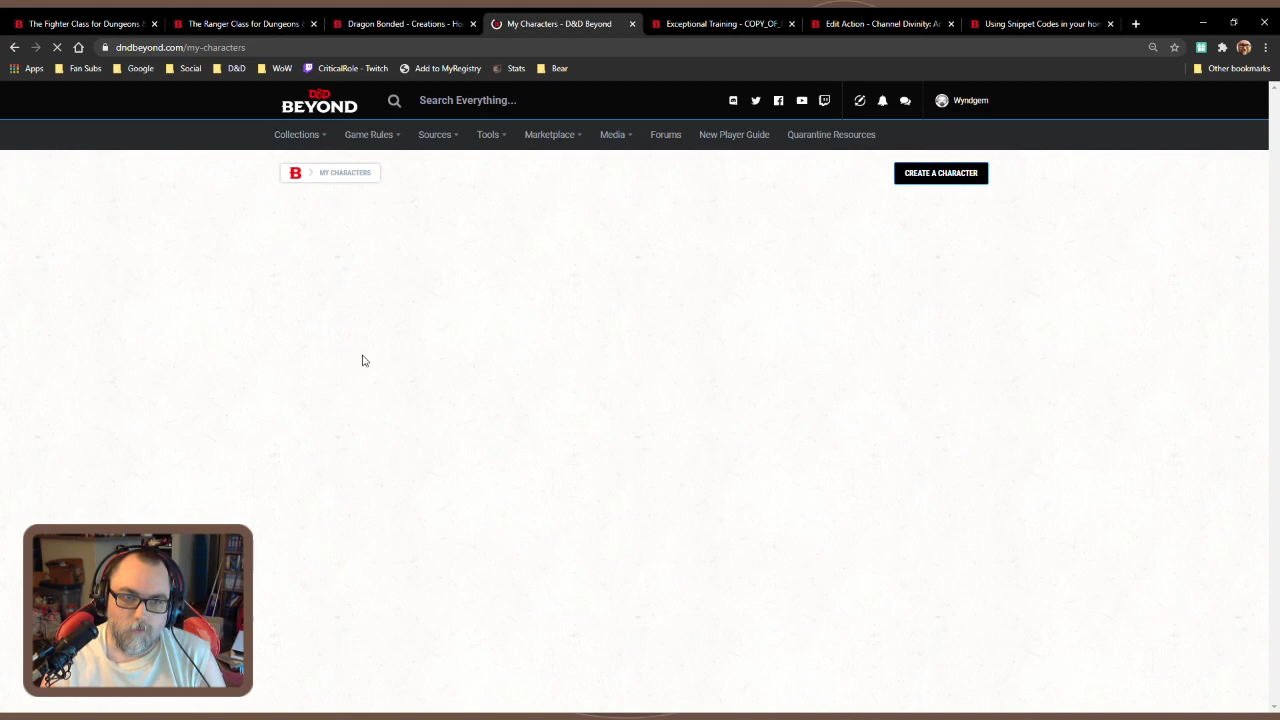 The Fighter Class for Dungeons &
The Ranger Class for Dungeons &
Dragon Bonded - Creations - Ho
My Characters - D&D Beyond
Exceptional Training - COPY_OF_
Edit Action - Channel Divinity: A
Using Snippet Codes in your hon
dndbeyond.com/my-characters
Apps
Fan Subs
Google
Social
D&D
WoW
CriticalRole - Twitch
Add to MyRegistry
Stats
Bear
Other bookmarks
D&D
BEYOND
Search Everything...
Wyndgem
Collections
Game Rules
Sources
Tools
Marketplace
Media
Forums
New Player Guide
Quarantine Resources
B
MY CHARACTERS
CREATE A CHARACTER